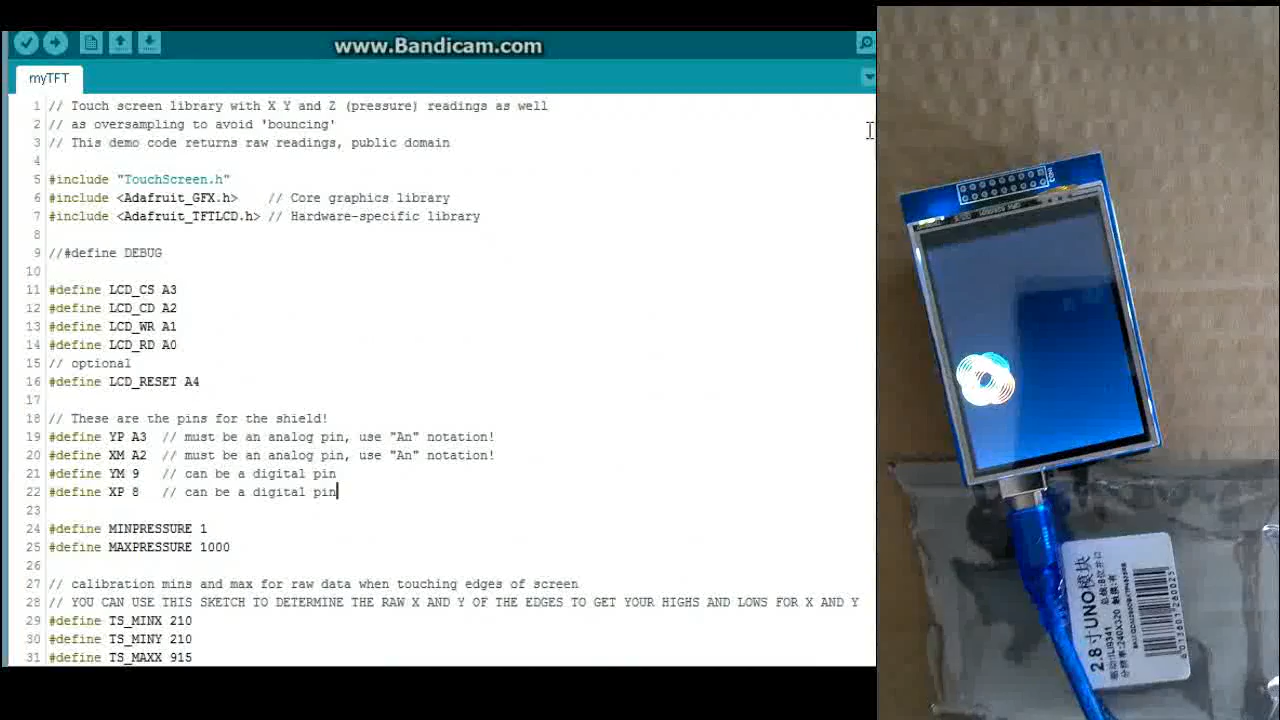 www.Bandicam.com
myTFT
1 // Touch screen library with X Y and Z (pressure) readings as well
2 // as oversampling to avoid 'bouncing'
3 // This demo code returns raw readings, public domain
4
5 #include "TouchScreen.h"
6 #include <Adafruit_GFX.h>    // Core graphics library
7 #include <Adafruit_TFTLCD.h> // Hardware-specific library
8
9 //#define DEBUG
10
11 #define LCD_CS A3
12 #define LCD_CD A2
13 #define LCD_WR A1
14 #define LCD_RD A0
15 // optional
16 #define LCD_RESET A4
17
18 // These are the pins for the shield!
19 #define YP A3  // must be an analog pin, use "An" notation!
20 #define XM A2  // must be an analog pin, use "An" notation!
21 #define YM 9   // can be a digital pin
22 #define XP 8   // can be a digital pin
23
24 #define MINPRESSURE 1
25 #define MAXPRESSURE 1000
26
27 // calibration mins and max for raw data when touching edges of screen
28 // YOU CAN USE THIS SKETCH TO DETERMINE THE RAW X AND Y OF THE EDGES TO GET YOUR HIGHS AND LOWS FOR X AND Y
29 #define TS_MINX 210
30 #define TS_MINY 210
31 #define TS_MAXX 915
2.8寸UNO模块